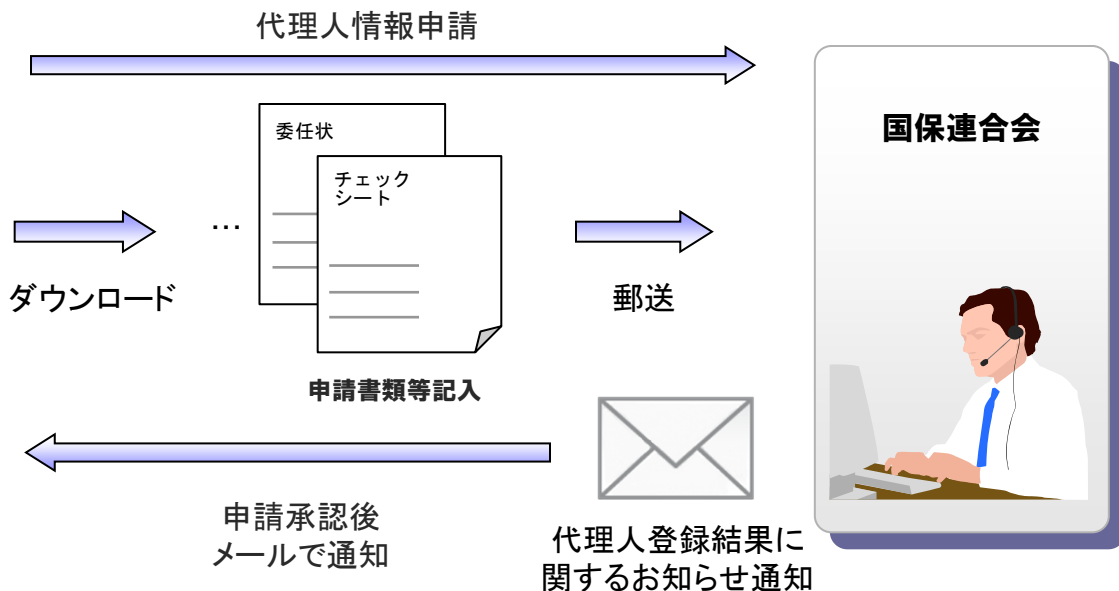 代理人情報申請
国保連合会
委任状
チェック
シート
…
ダウンロード
郵送
申請書類等記入
申請承認後
メールで通知
代理人登録結果に
関するお知らせ通知